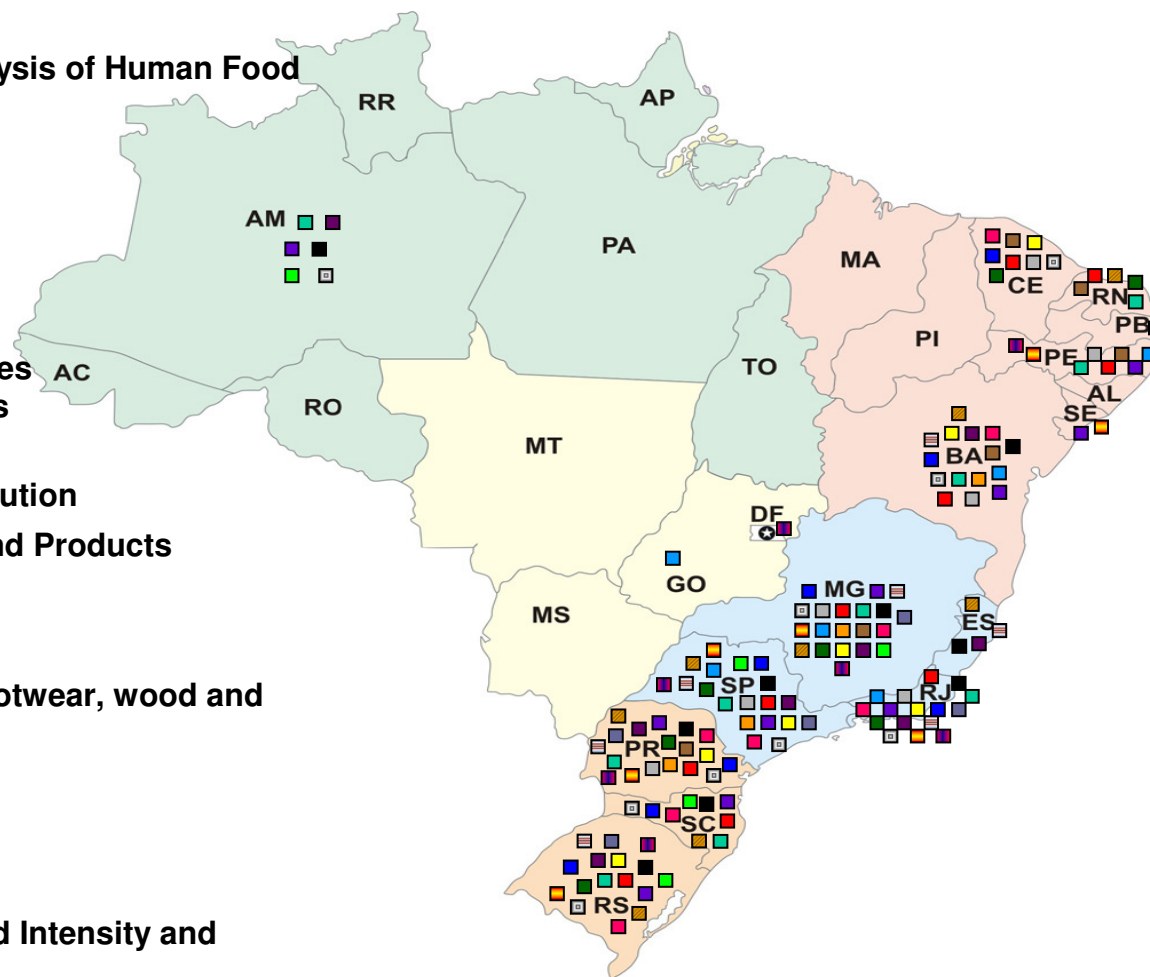 ysis of Human Food
RR
AP
AM
PA
MA
CE
RN
PB
PI
PE
AC
TO
AL
RO
SE
MT
BA
es
s
ution
DF
nd Products
GO
MG
MS
ES
SP
RJ
otwear, wood and
PR
SC
RS
d Intensity and